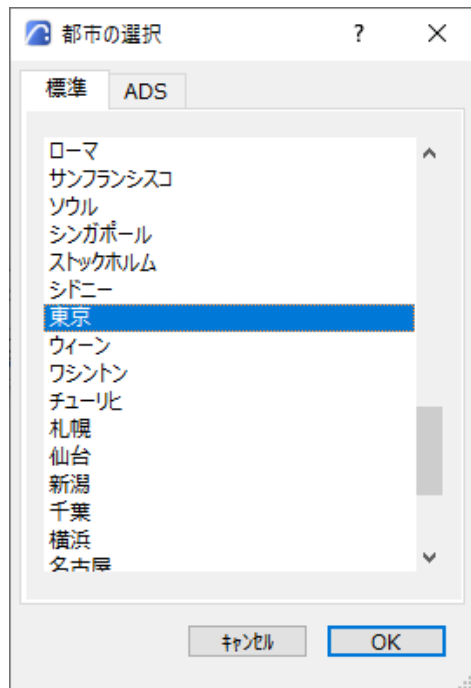 都市の選択 ?
標準 ADS
ローマ
サンフランシスコ
ソウル
シンガポール
ストックホルム
シドニー
東京
ウィーン
ワシントン
チューリヒ
札幌
仙台
新潟
千葉
横浜
名古屋
ｷｬﾝｾﾙ OK